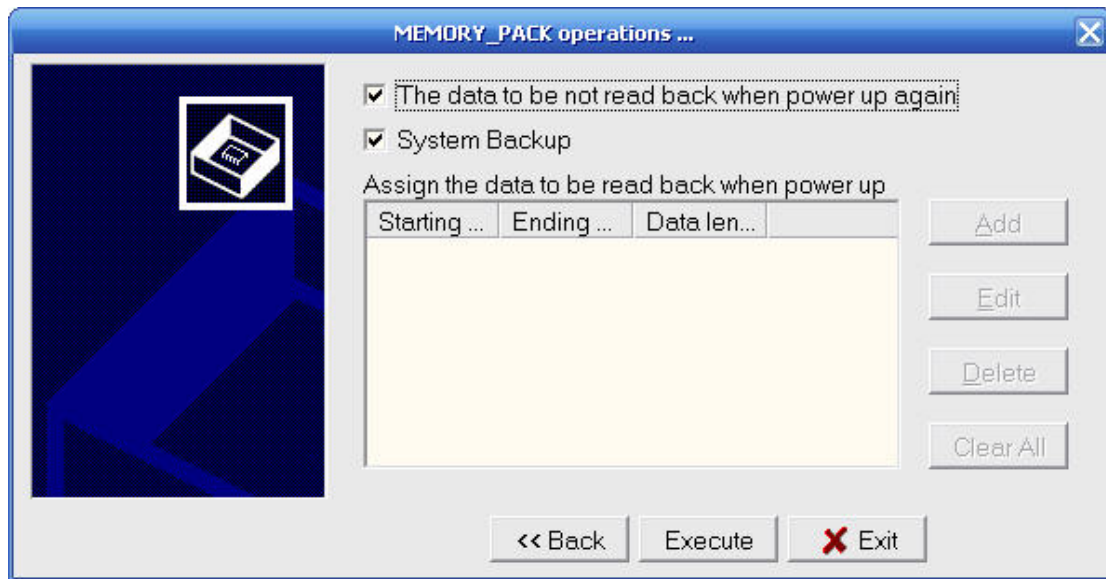 MEMORY_PACK operations ...
The data to be not read back when power up again
System Backup
Assign the data to be read back when power up
Starting ... Ending ... Data len...
Add
Edit
Delete
Clear All
<< Back Execute Exit